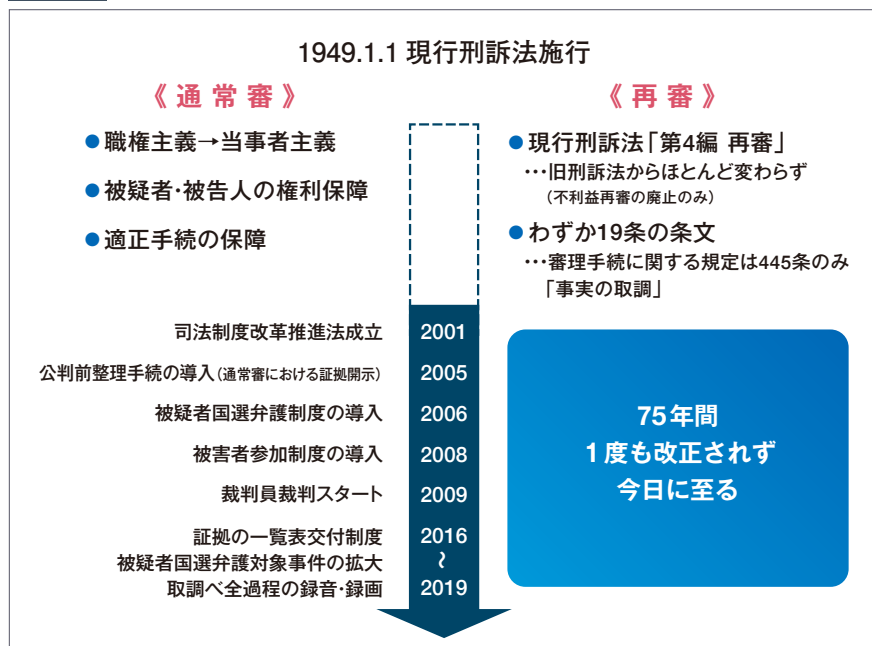 1949.1.1 現行刑訴法施行
《 通 常 審 》
●職権主義→当事者主義
●被疑者・被告人の権利保障
●適正手続の保障
《 再 審 》
●現行刑訴法「第4編 再審」
…旧刑訴法からほとんど変わらず
(不利益再審の廃止のみ)
●わずか19条の条文
…審理手続に関する規定は445条のみ
「事実の取調」
司法制度改革推進法成立 2001
公判前整理手続の導入(通常審における証拠開示) 2005
被疑者国選弁護制度の導入 2006
被害者参加制度の導入 2008
裁判員裁判スタート 2009
証拠の一覧表交付制度 2016
被疑者国選弁護対象事件の拡大 〜
取調べ全過程の録音・録画 2019
75年間
1度も改正されず
今日に至る